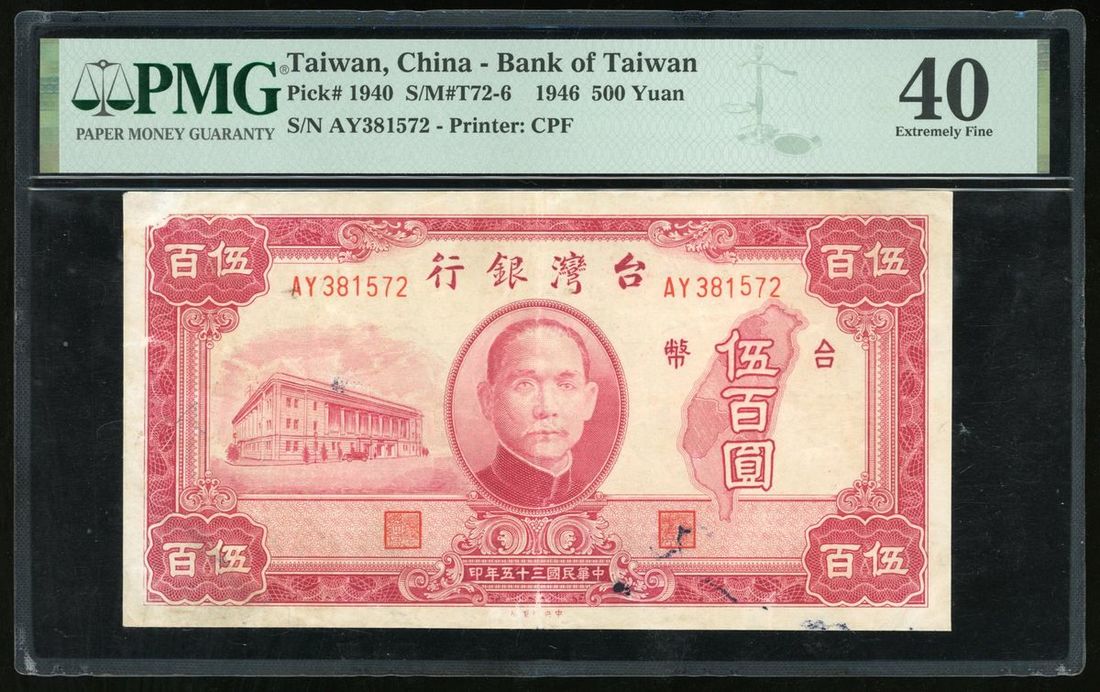 PMG®
PAPER MONEY GUARANTY
Taiwan, China - Bank of Taiwan
Pick# 1940 S/M#T72-6 1946 500 Yuan
S/N AY381572 - Printer: CPF
40
Extremely Fine
百伍
行銀灣台
百伍
AY381572
AY381572
幣 台
伍百圓
百伍
印年五十三國民華中
百伍